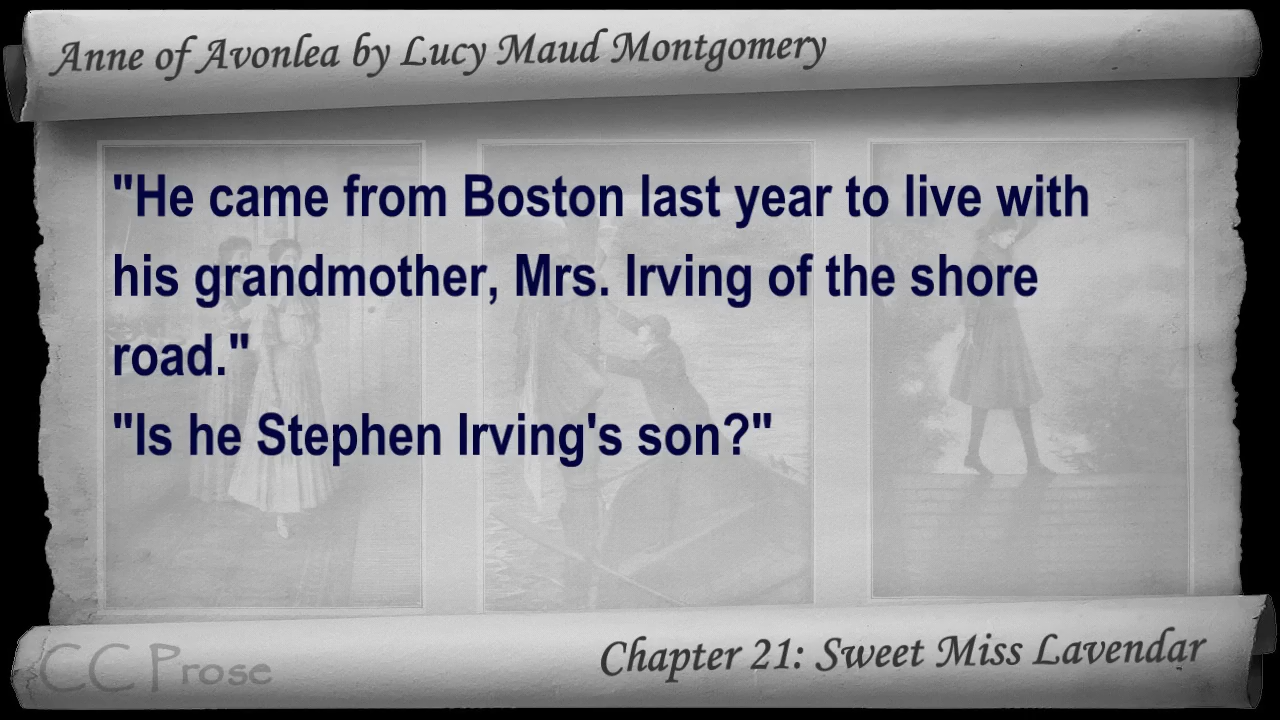 Anne of Avonlea by Lucy Maud Montgomery
"He came from Boston last year to live with
his grandmother, Mrs. Irving of the shore
road."
"Is he Stephen Irving's son?"
CC Prose
Chapter 21: Sweet Miss Lavendar